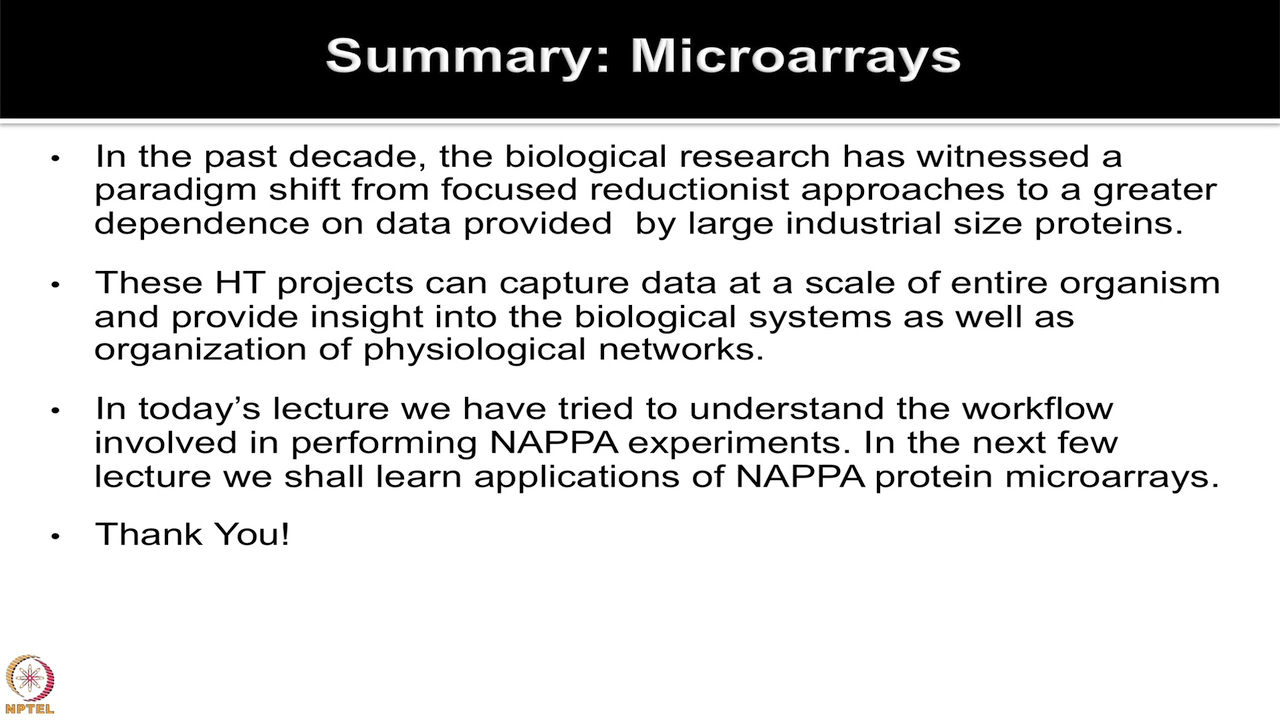 Summary: Microarrays
• In the past decade, the biological research has witnessed a
paradigm shift from focused reductionist approaches to a greater
dependence on data provided  by large industrial size proteins.
• These HT projects can capture data at a scale of entire organism
and provide insight into the biological systems as well as
organization of physiological networks.
• In today’s lecture we have tried to understand the workflow
involved in performing NAPPA experiments. In the next few
lecture we shall learn applications of NAPPA protein microarrays.
• Thank You!
NPTEL